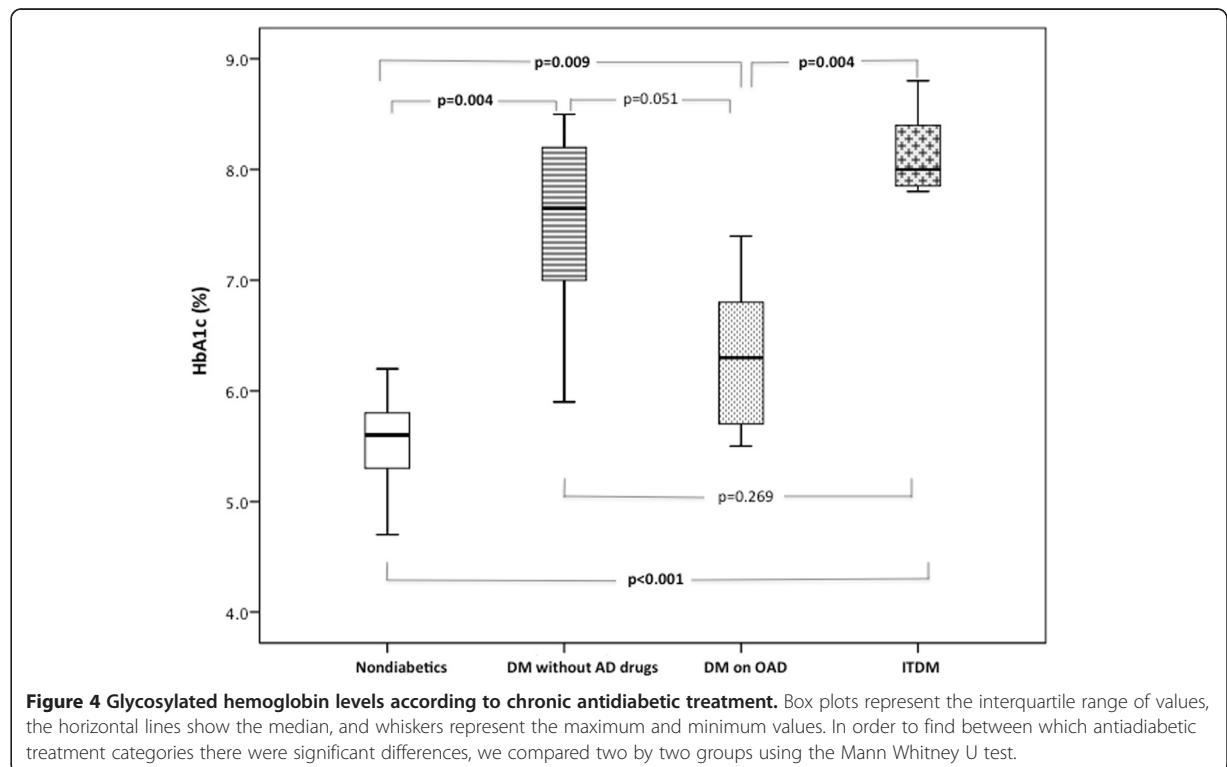 9.0
p=0.009
p=0.004
p=0.004
p=0.051
8.0
7.0
HbA1c (%)
6.0
5.0
p=0.269
p<0.001
4.0
Nondiabetics DM without AD drugs DM on OAD ITDM
Figure 4 Glycosylated hemoglobin levels according to chronic antidiabetic treatment. Box plots represent the interquartile range of values,
the horizontal lines show the median, and whiskers represent the maximum and minimum values. In order to find between which antiadiabetic
treatment categories there were significant differences, we compared two by two groups using the Mann Whitney U test.